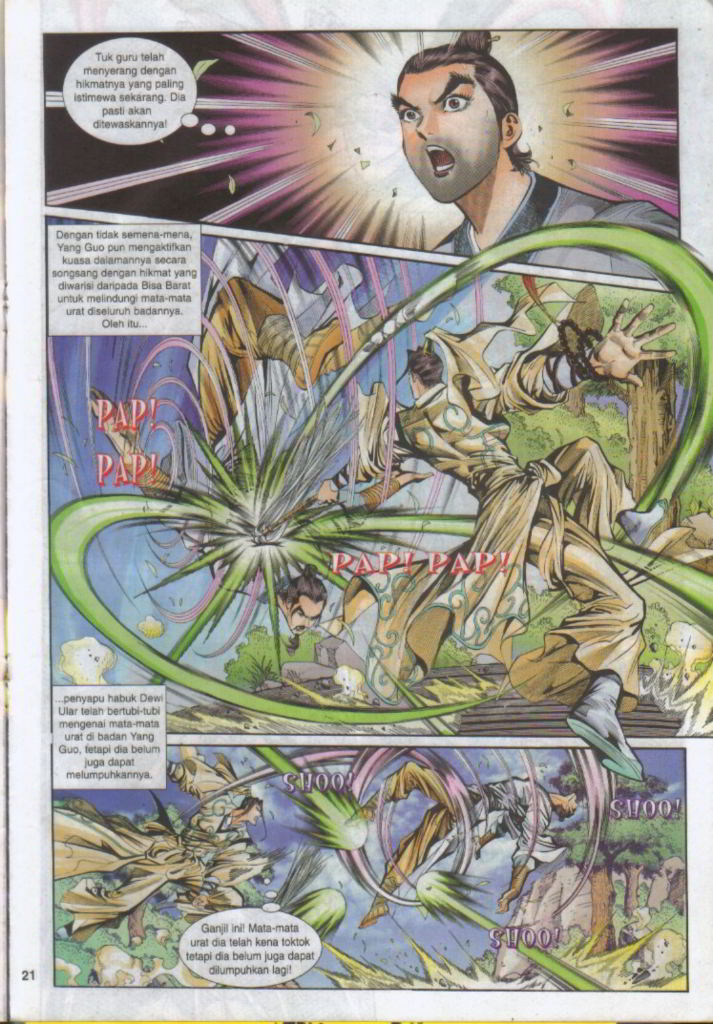 Tuk guru telah
menyerang dengan
hikmatnya yang paling
istimewa sekarang. Dia
pasti akan
ditewaskannya!
Dengan tidak semena-mena,
Yang Guo pun mengaktifkan
kuasa dalamannya secara
songsang dengan hikmat yang
diwarisi daripada Bisa Barat
untuk melindungi mata-mata
urat diseluruh badannya.
Oleh itu...
PAP!
PAP!
PAP! PAP!
...penyapu habuk Dewi
Ular telah bertubi-tubi
mengenai mata-mata
urat di badan Yang
Guo, tetapi dia belum
juga dapat
melumpuhkannya.
SHOO!
SHOO!
SHOO!
Ganjil ini! Mata-mata
urat dia telah kena toktok
tetapi dia belum juga dapat
dilumpuhkan lagi!
21